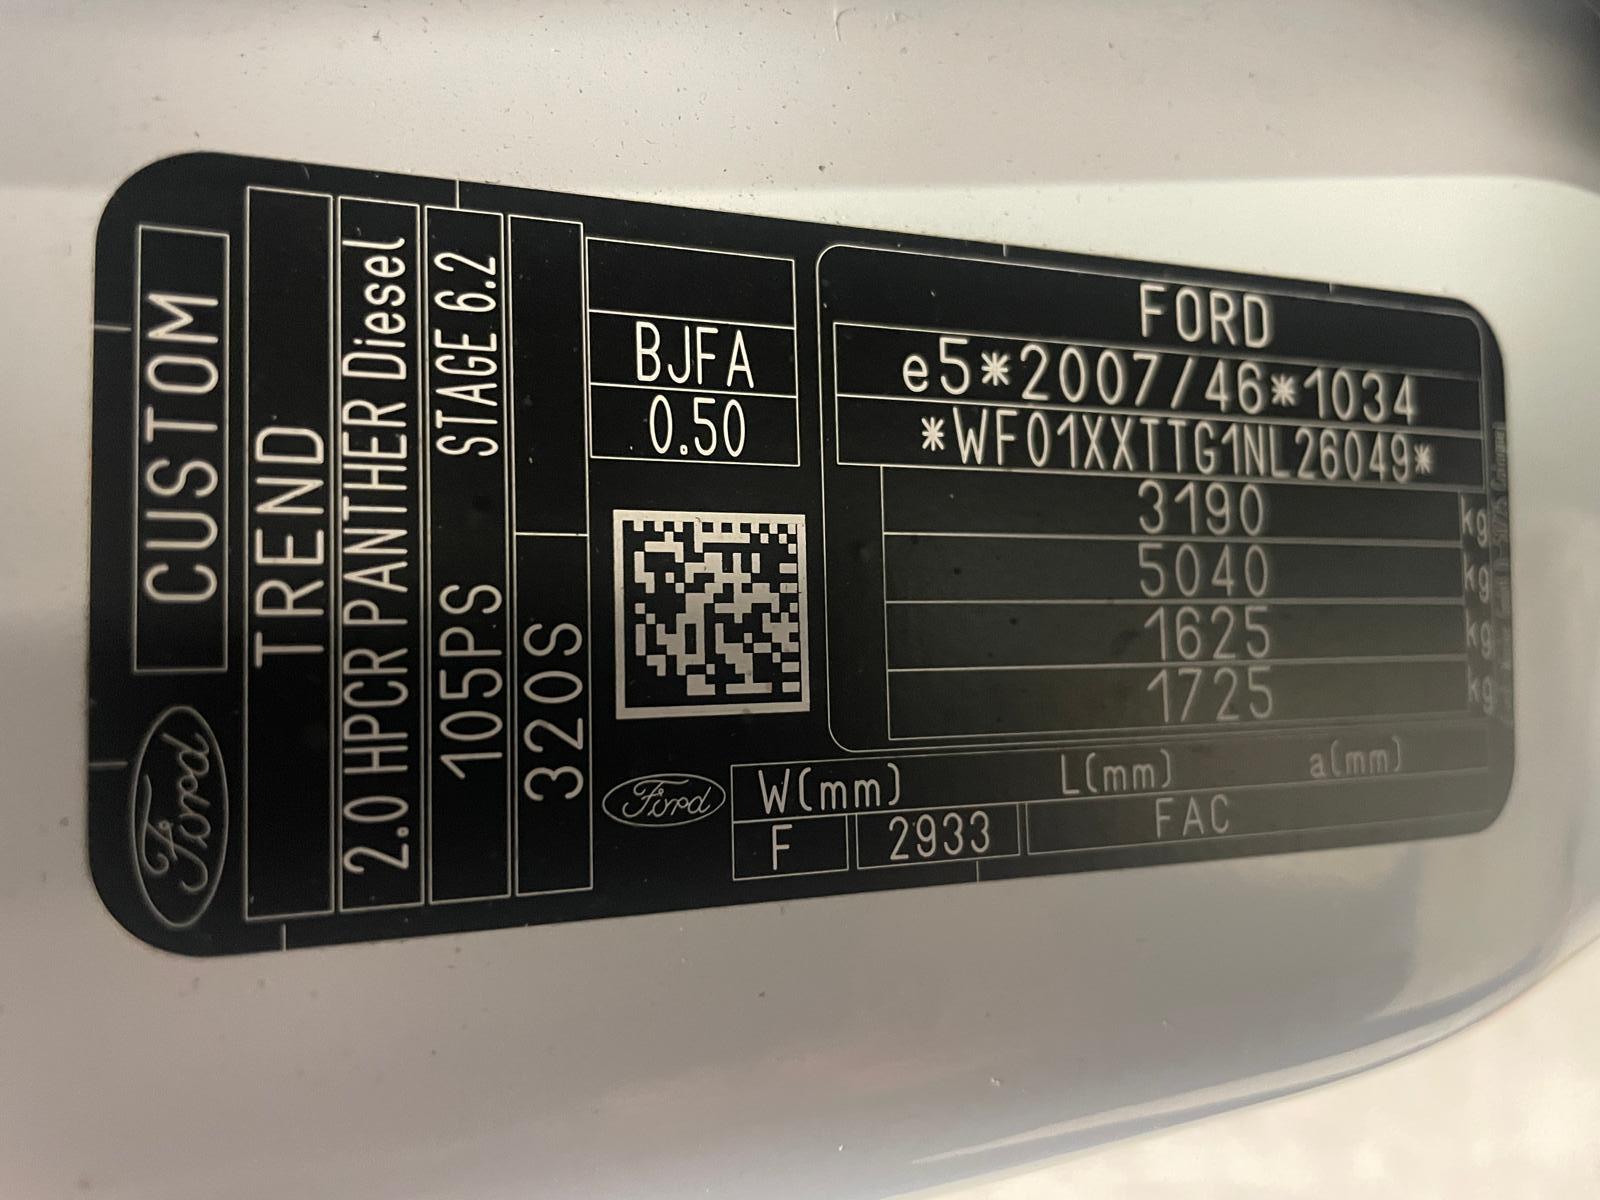 Ford
CUSTOM
TREND
2.0 HPCR PANTHER Diesel
105PS STAGE 6.2
320S
BJFA
0.50
FORD
e5*2007/46*1034
*WF01XXTTG1NL26049*
3190 kg
5040 kg
1625 kg
1725 kg
Ford
W(mm) L(mm) a(mm)
F 2933 FAC